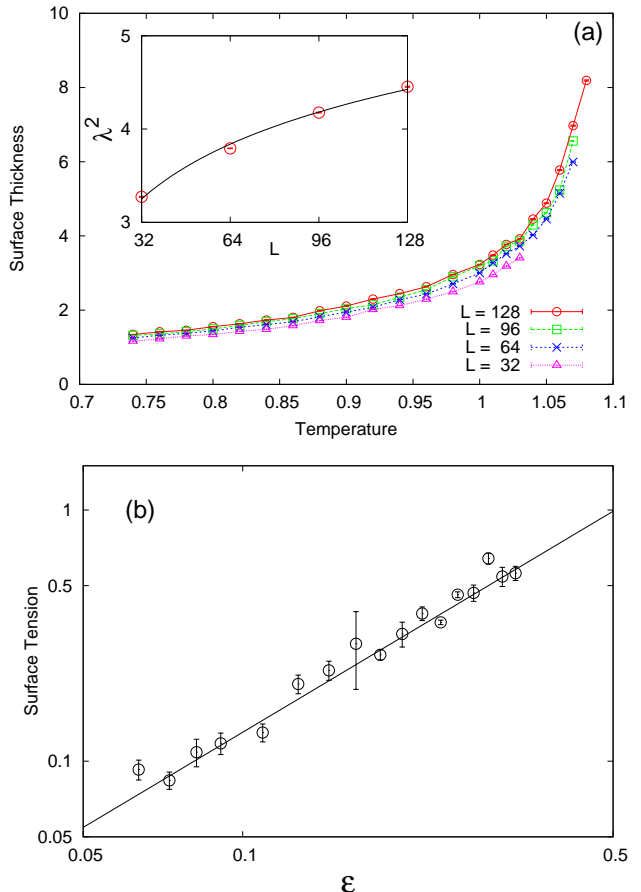 10
8
6
4
2
0
Surface Thickness
(a)
5
4
3
λ2
32 64 96 128
L
L = 128
L = 96
L = 64
L = 32
0.7 0.75 0.8 0.85 0.9 0.95 1 1.05 1.1
Temperature
(b)
1
0.5
0.1
0.05
Surface Tension
0.05 0.1 0.5
ε